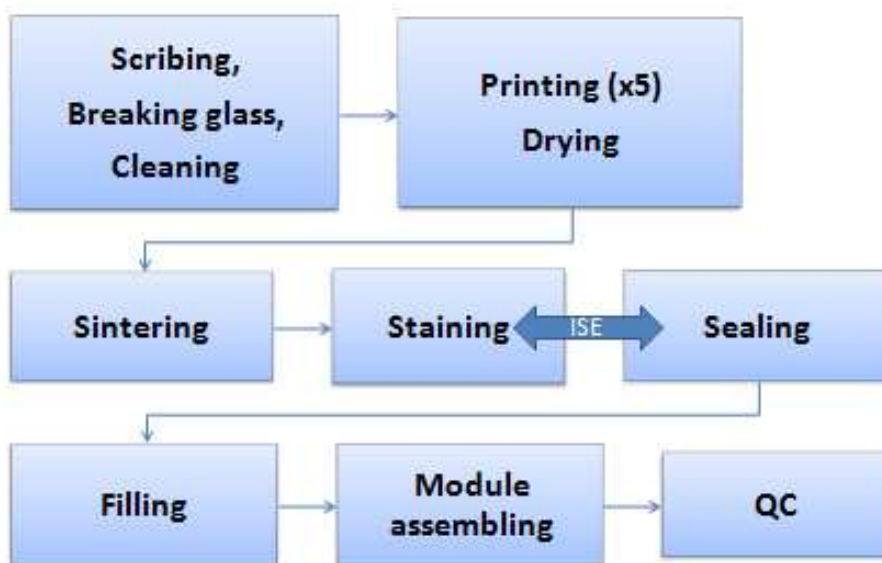 Scribing,
Breaking glass,
Cleaning
Printing (x5)
Drying
Sintering
Staining
ISE
Sealing
Filling
Module
assembling
QC